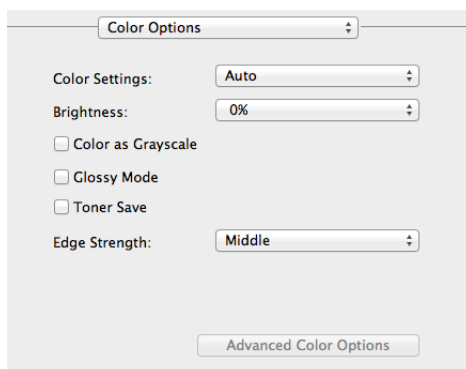 Color Options
Color Settings: Auto
Brightness: 0%
Color as Grayscale
Glossy Mode
Toner Save
Edge Strength: Middle
Advanced Color Options